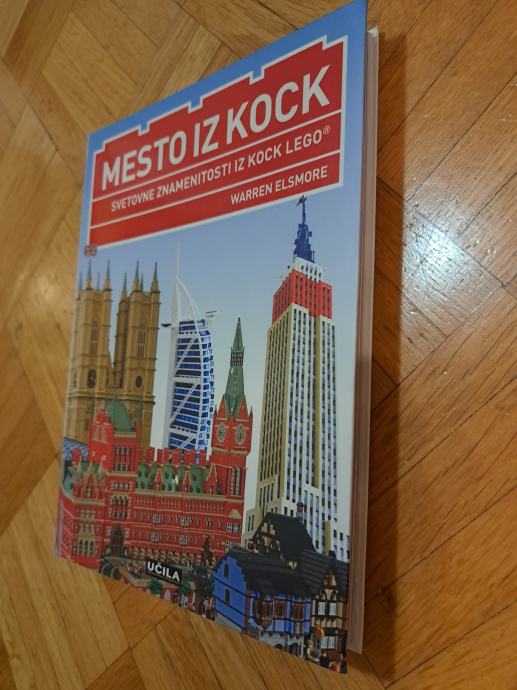 MESTO IZ KOCK
SVETOVNE ZNAMENITOSTI IZ KOCK LEGO®
WARREN ELSMORE
UČILA